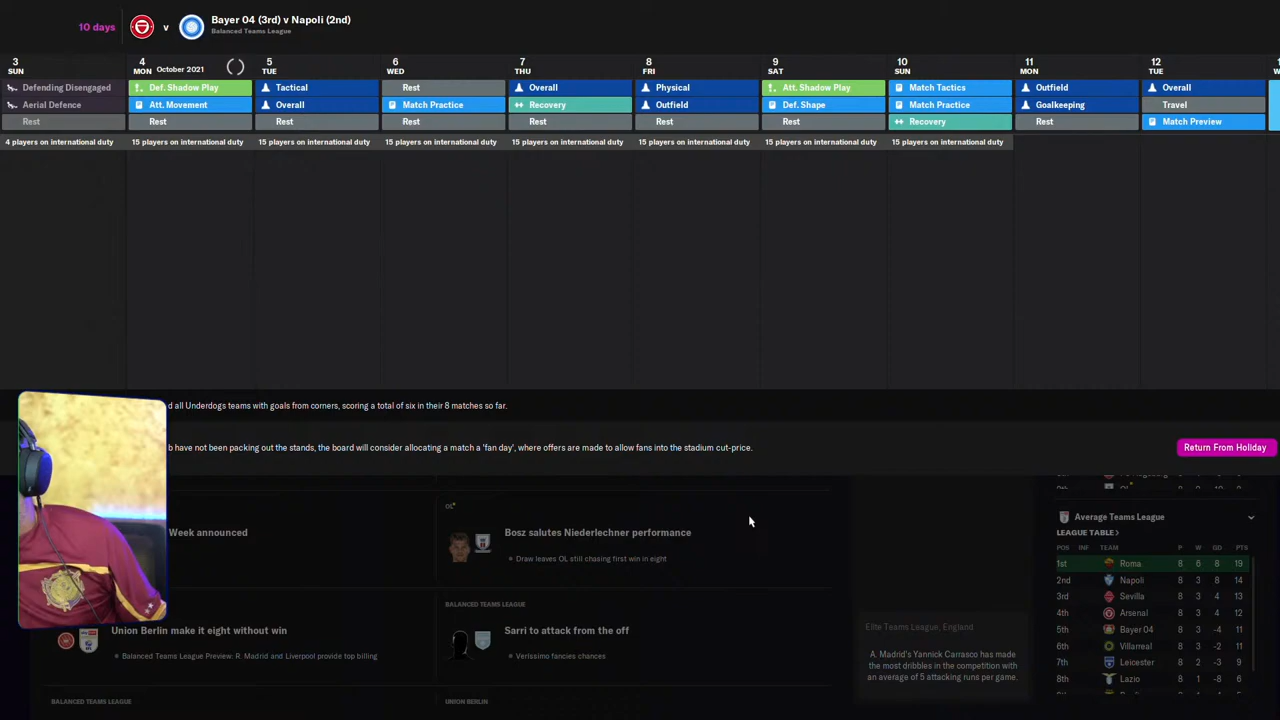 10 days
v
Bayer 04 (3rd) v Napoli (2nd)
Balanced Teams League
3 SUN
4 MON October 2021
5 TUE
6 WED
7 THU
8 FRI
9 SAT
10 SUN
11 MON
12 TUE
1
W
Defending Disengaged
Def. Shadow Play
Tactical
Rest
Overall
Physical
Att. Shadow Play
Match Tactics
Outfield
Overall
Aerial Defence
Att. Movement
Overall
Match Practice
Recovery
Outfield
Def. Shape
Match Practice
Goalkeeping
Travel
Rest
Rest
Rest
Rest
Rest
Rest
Rest
Recovery
Rest
Match Preview
4 players on international duty
15 players on international duty
15 players on international duty
15 players on international duty
15 players on international duty
15 players on international duty
15 players on international duty
15 players on international duty
d all Underdogs teams with goals from corners, scoring a total of six in their 8 matches so far.
b have not been packing out the stands, the board will consider allocating a match a 'fan day', where offers are made to allow fans into the stadium cut-price.
Return From Holiday
OL
Week announced
Bosz salutes Niederlechner performance
Draw leaves OL still chasing first win in eight
BALANCED TEAMS LEAGUE
Union Berlin make it eight without win
Sarri to attack from the off
Balanced Teams League Preview: R. Madrid and Liverpool provide top billing
Verissimo fancies chances
BALANCED TEAMS LEAGUE
UNION BERLIN
Elite Teams League, England
A. Madrid's Yannick Carrasco has made
the most dribbles in the competition with
an average of 5 attacking runs per game.
Average Teams League
LEAGUE TABLE
POS INF TEAM P W GD PTS
1st Roma 8 6 8 19
2nd Napoli 8 3 8 14
3rd Sevilla 8 3 4 13
4th Arsenal 8 3 4 12
5th Bayer 04 8 3 -4 11
6th Villarreal 8 3 -2 11
7th Leicester 8 2 -3 9
8th Lazio 8 1 -8 6